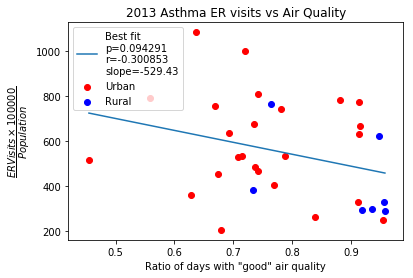 2013 Asthma ER visits vs Air Quality
Best fit
p=0.094291
r=-0.300853
slope=-529.43
Urban
Rural
1000
800
600
400
200
ERVisits × 100000
Population
0.5 0.6 0.7 0.8 0.9
Ratio of days with "good" air quality